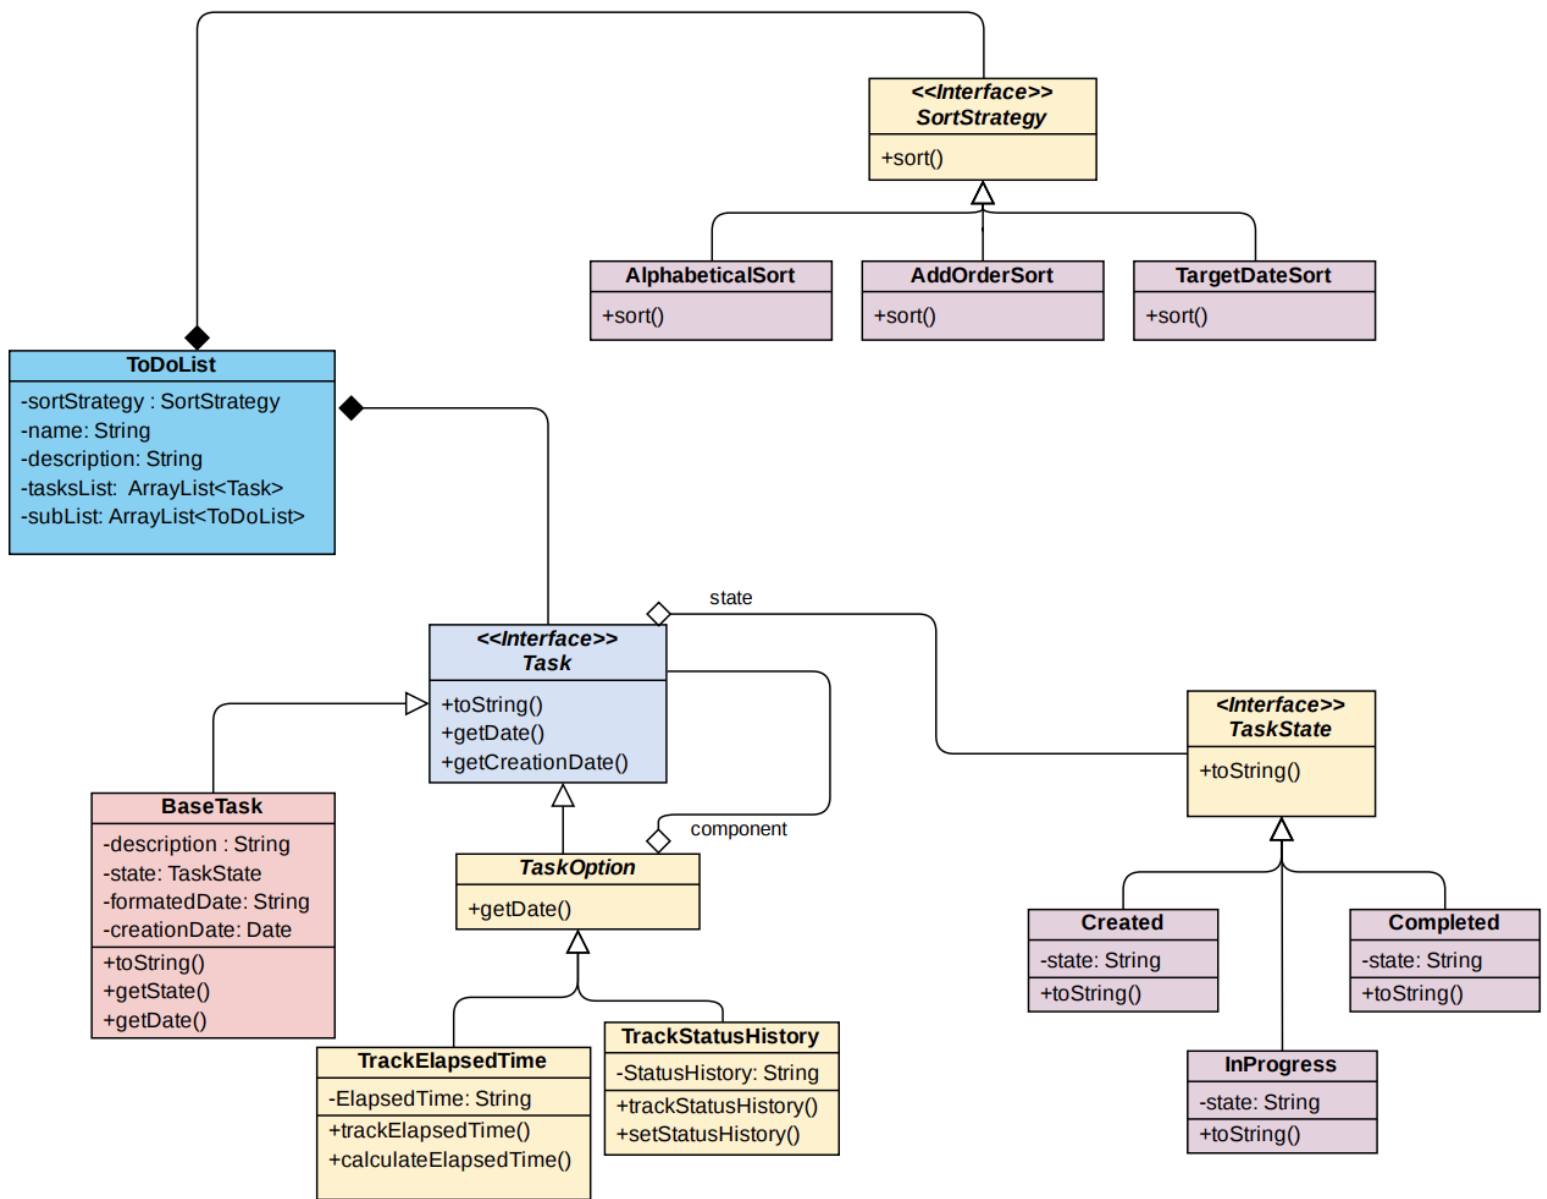 <<Interface>>
SortStrategy
+sort()
AlphabeticalSort
+sort()
AddOrderSort
+sort()
TargetDateSort
+sort()
ToDoList
-sortStrategy : SortStrategy
-name: String
-description: String
-tasksList:  ArrayList<Task>
-subList: ArrayList<ToDoList>
state
<<Interface>>
Task
+toString()
+getDate()
+getCreationDate()
<Interface>>
TaskState
+toString()
BaseTask
-description : String
-state: TaskState
-formatedDate: String
-creationDate: Date
+toString()
+getState()
+getDate()
component
TaskOption
+getDate()
Created
-state: String
+toString()
Completed
-state: String
+toString()
TrackElapsedTime
-ElapsedTime: String
+trackElapsedTime()
+calculateElapsedTime()
TrackStatusHistory
-StatusHistory: String
+trackStatusHistory()
+setStatusHistory()
InProgress
-state: String
+toString()